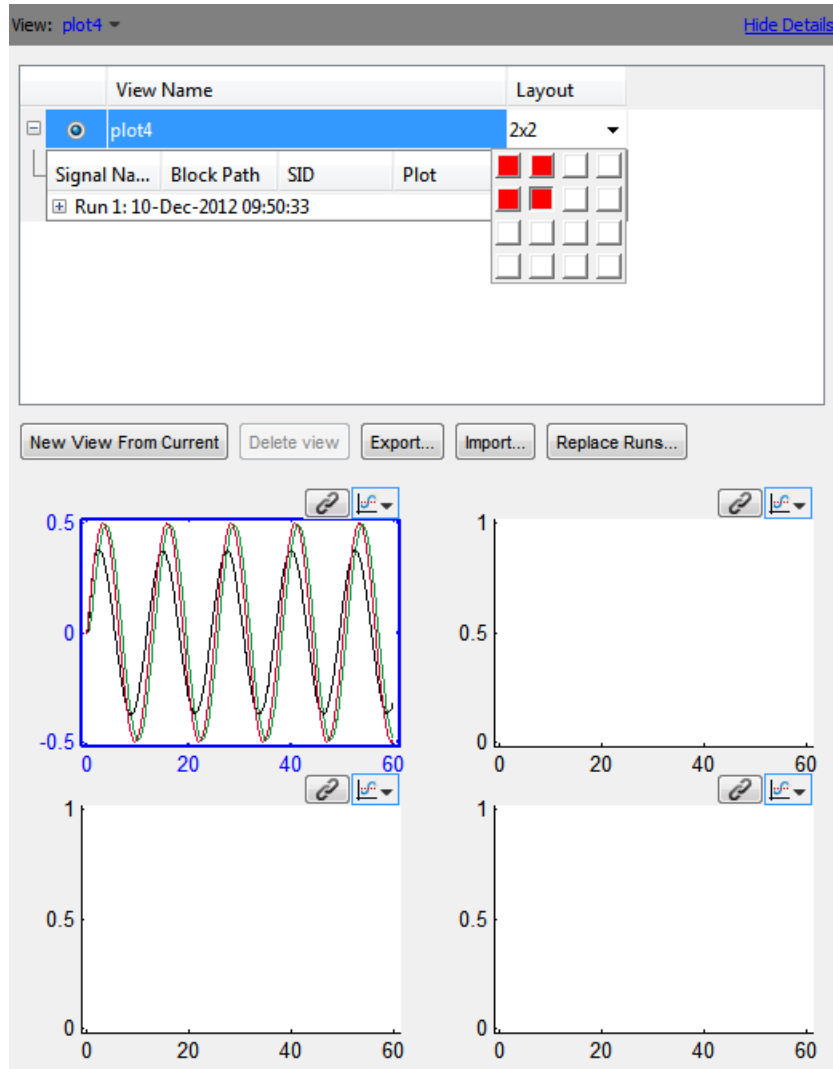 View: plot4 Hide Details
View Name Layout
plot4 2x2
Signal Na... Block Path SID Plot
Run 1: 10-Dec-2012 09:50:33
New View From Current Delete view Export... Import... Replace Runs...
0.5
0
-0.5
0 20 40 60
1
0.5
0
0 20 40 60
1
0.5
0
0 20 40 60
1
0.5
0
0 20 40 60